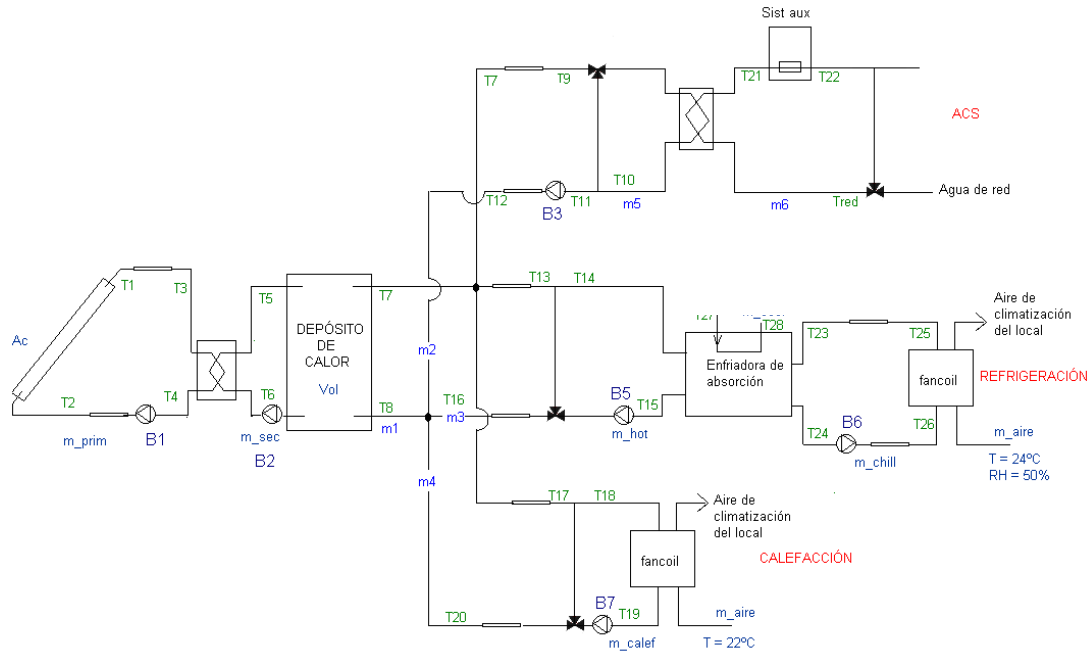 Sist aux
T7
T9
T21
T22
ACS
T12
T11
T10
B3
m5
m6
Tred
Agua de red
T1
T3
T5
T7
T13
T14
Ac
DEPÓSITO
DE
CALOR
Vol
T2
T4
T6
T8
m_prim
B1
m_sec
B2
m1
m2
m3
m4
T16
B5
T15
m_hot
T27
T28
Enfriadora de
absorción
T23
T25
Aire de
climatización
del local
fancoil
REFRIGERACIÓN
T24
B6
T26
m_chill
m_aire
T = 24ºC
RH = 50%
T17
T18
Aire de
climatización
del local
fancoil
CALEFACCIÓN
T20
B7
T19
m_calef
m_aire
T = 22ºC